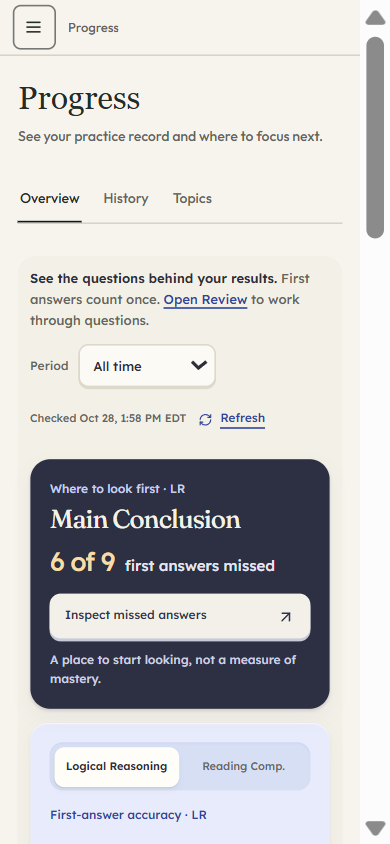 Progress
Progress
See your practice record and where to focus next.
Overview History Topics
See the questions behind your results. First
answers count once. Open Review to work
through questions.
Period All time
Checked Oct 28, 1:58 PM EDT Refresh
Where to look first · LR
Main Conclusion
6 of 9 first answers missed
Inspect missed answers
A place to start looking, not a measure of
mastery.
Logical Reasoning Reading Comp.
First-answer accuracy · LR